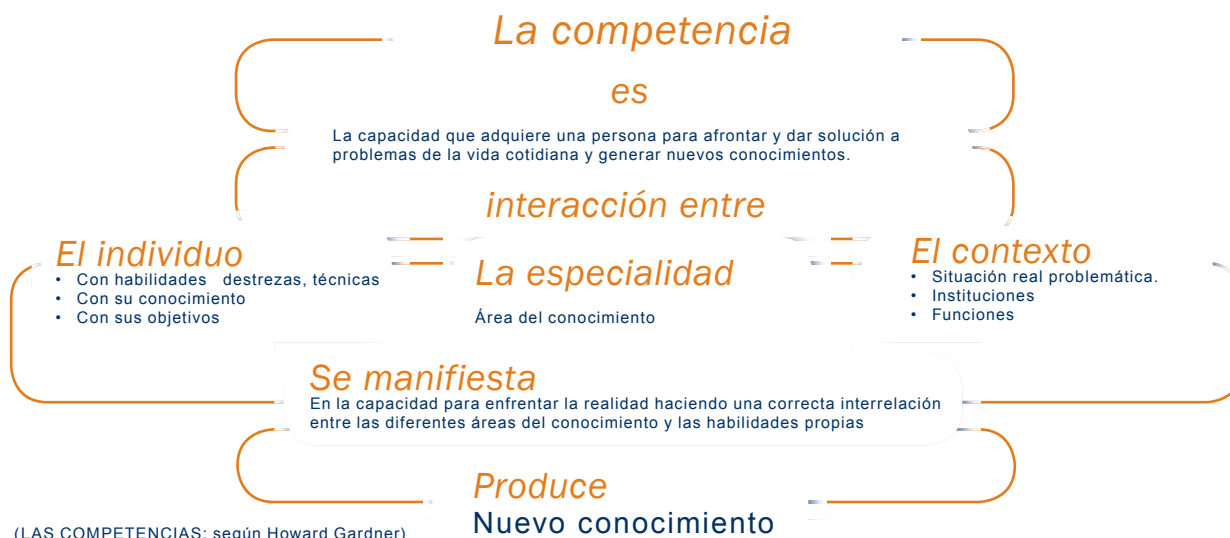 La competencia
es
La capacidad que adquiere una persona para afrontar y dar solución a
problemas de la vida cotidiana y generar nuevos conocimientos.
interacción entre
El individuo
• Con habilidades destrezas, técnicas
• Con su conocimiento
• Con sus objetivos
La especialidad
Área del conocimiento
El contexto
• Situación real problemática.
• Instituciones
• Funciones
Se manifiesta
En la capacidad para enfrentar la realidad haciendo una correcta interrelación
entre las diferentes áreas del conocimiento y las habilidades propias
Produce
Nuevo conocimiento
(LAS COMPETENCIAS: según Howard Gardner)